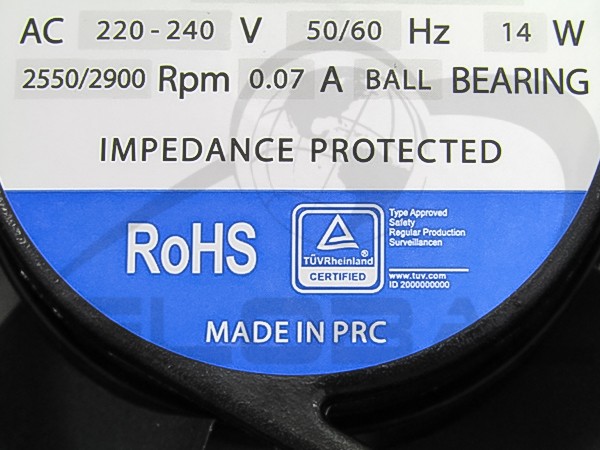 AC 220-240 V 50/60 Hz 14 W
2550/2900 Rpm 0.07 A BALL BEARING
IMPEDANCE PROTECTED
RoHS
TÜVRheinland®
CERTIFIED
Type Approved
Safety
Regular Production
Surveillancen
www.tuv.com
ID 2000000000
MADE IN PRC